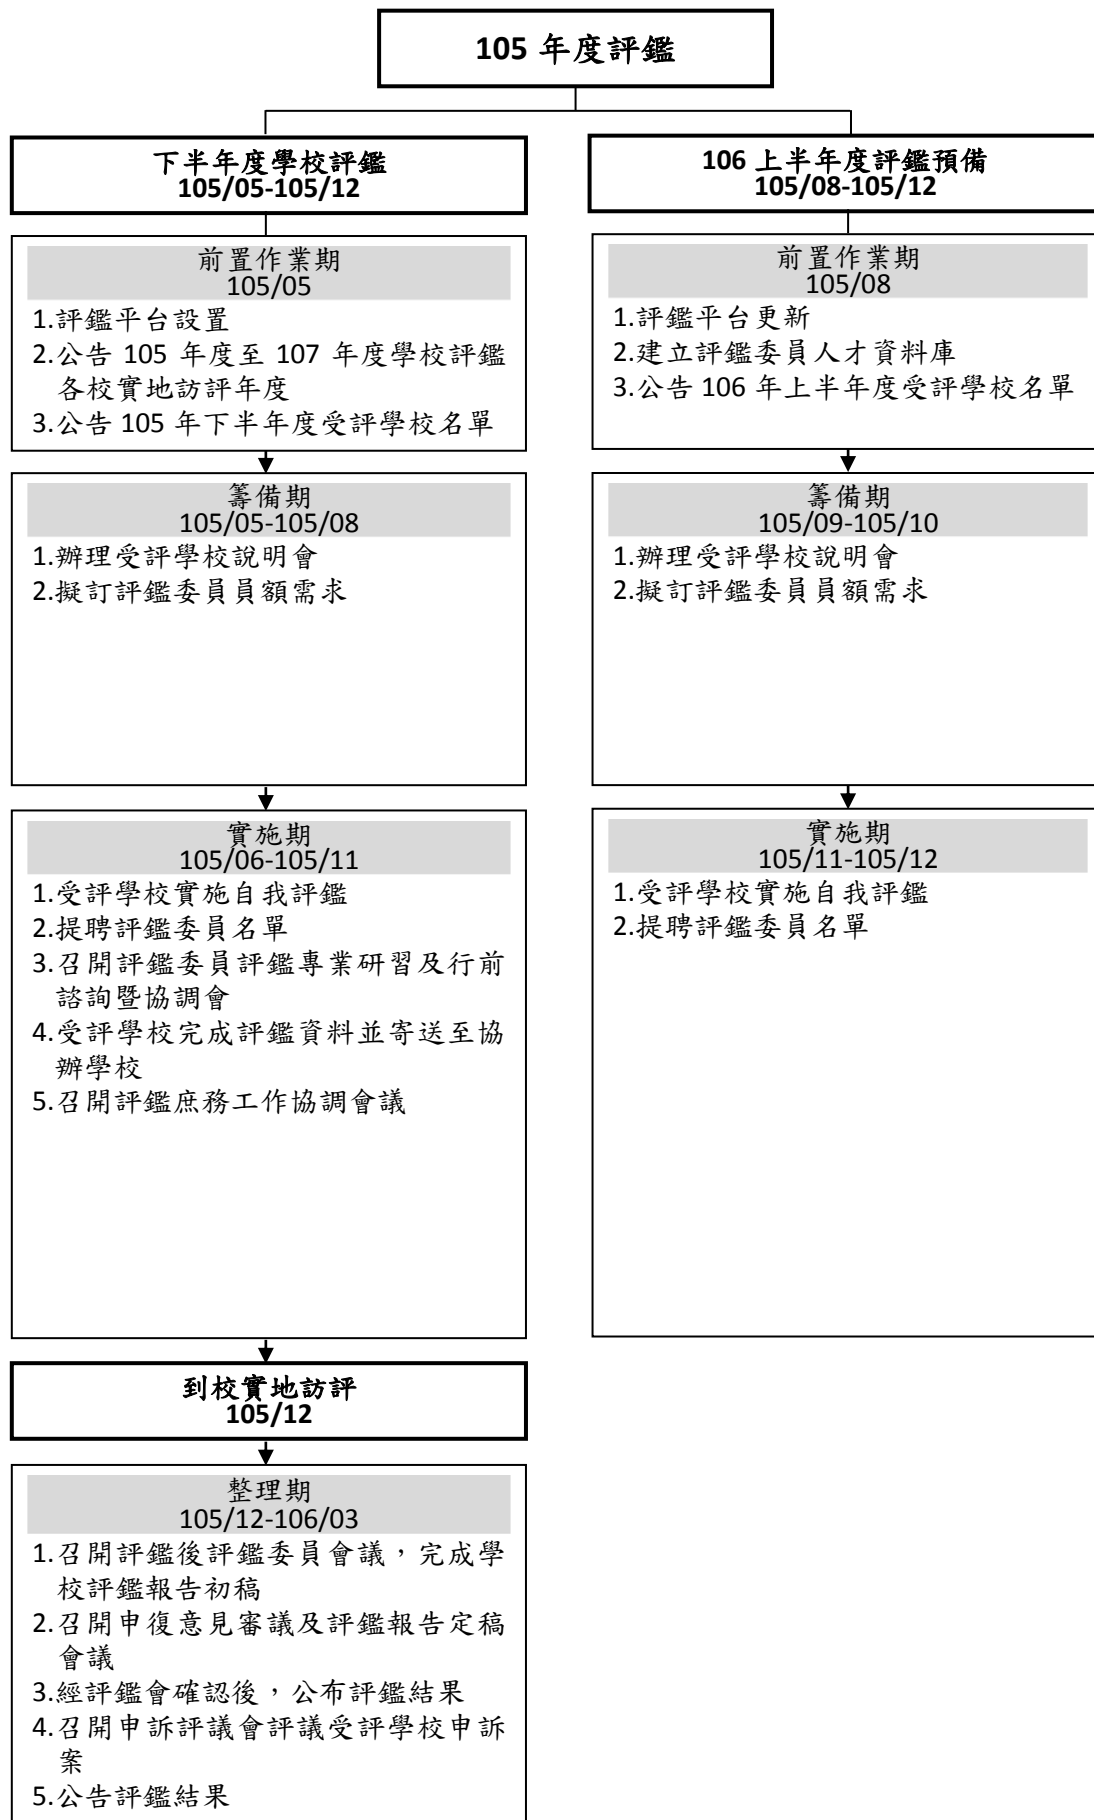 105 年度評鑑
下半年度學校評鑑
105/05-105/12
前置作業期
105/05
1.評鑑平台設置
2.公告 105 年度至 107 年度學校評鑑
各校實地訪評年度
3.公告 105 年下半年度受評學校名單
籌備期
105/05-105/08
1.辦理受評學校說明會
2.擬訂評鑑委員員額需求
實施期
105/06-105/11
1.受評學校實施自我評鑑
2.提聘評鑑委員名單
3.召開評鑑委員評鑑專業研習及行前
諮詢暨協調會
4.受評學校完成評鑑資料並寄送至協
辦學校
5.召開評鑑庶務工作協調會議
到校實地訪評
105/12
整理期
105/12-106/03
1.召開評鑑後評鑑委員會議，完成學
校評鑑報告初稿
2.召開申復意見審議及評鑑報告定稿
會議
3.經評鑑會確認後，公布評鑑結果
4.召開申訴評議會評議受評學校申訴
案
5.公告評鑑結果
106 上半年度評鑑預備
105/08-105/12
前置作業期
105/08
1.評鑑平台更新
2.建立評鑑委員人才資料庫
3.公告 106 年上半年度受評學校名單
籌備期
105/09-105/10
1.辦理受評學校說明會
2.擬訂評鑑委員員額需求
實施期
105/11-105/12
1.受評學校實施自我評鑑
2.提聘評鑑委員名單